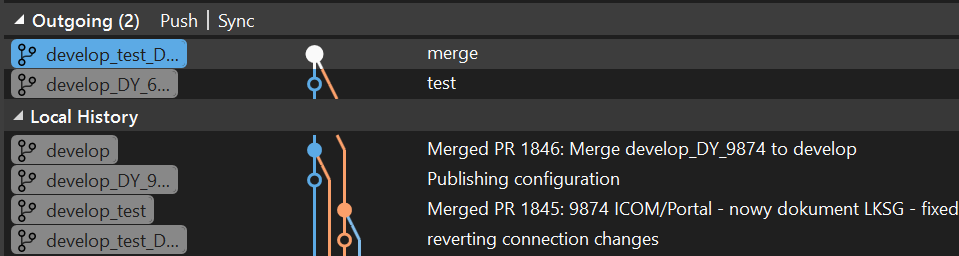 Outgoing (2) Push | Sync
develop_test_D... merge
develop_DY_6... test
Local History
develop Merged PR 1846: Merge develop_DY_9874 to develop
develop_DY_9... Publishing configuration
develop_test Merged PR 1845: 9874 ICOM/Portal - nowy dokument LKSG - fixed
develop_test_D... reverting connection changes